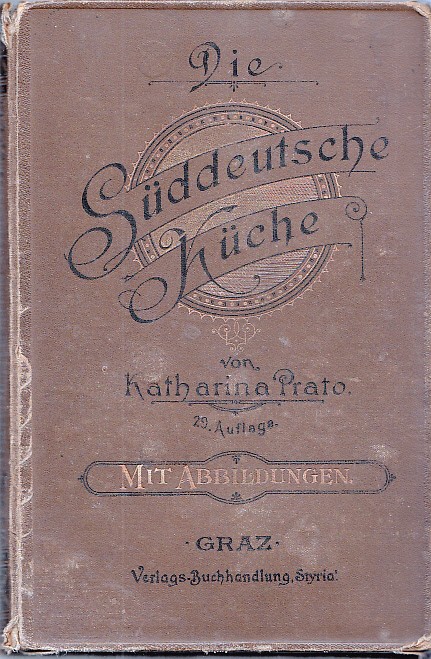 Die
Süddeutsche
Küche
von
Katharina Prato.
29. Auflage.
MIT ABBILDUNGEN.
·GRAZ·
Verlags-Buchhandlung „Styria“.